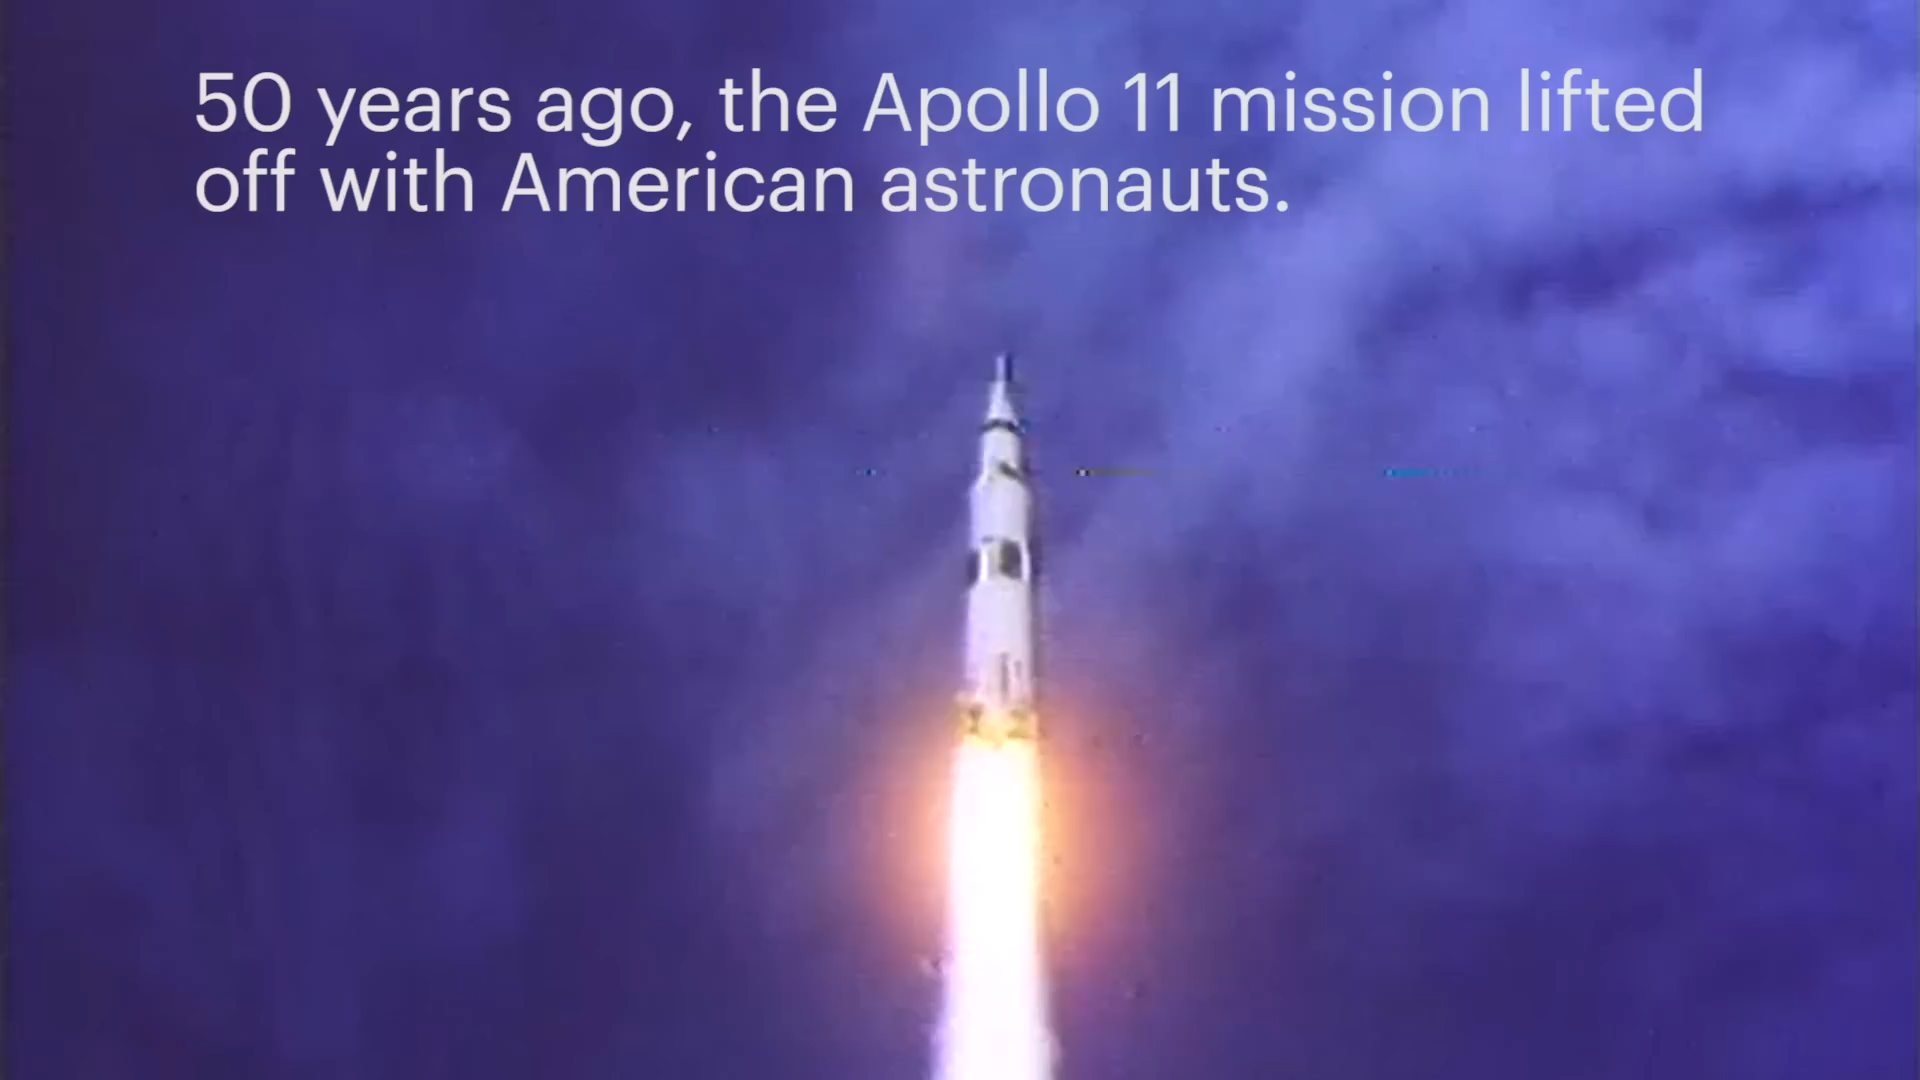 50 years ago, the Apollo 11 mission lifted
off with American astronauts.